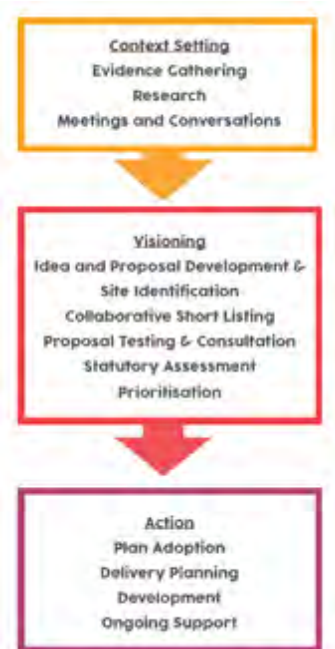 Context Setting
Evidence Gathering
Research
Meetings and Conversations
Visioning
Idea and Proposal Development &
Site Identification
Collaborative Short Listing
Proposal Testing & Consultation
Statutory Assessment
Prioritisation
Action
Plan Adoption
Delivery Planning
Development
Ongoing Support